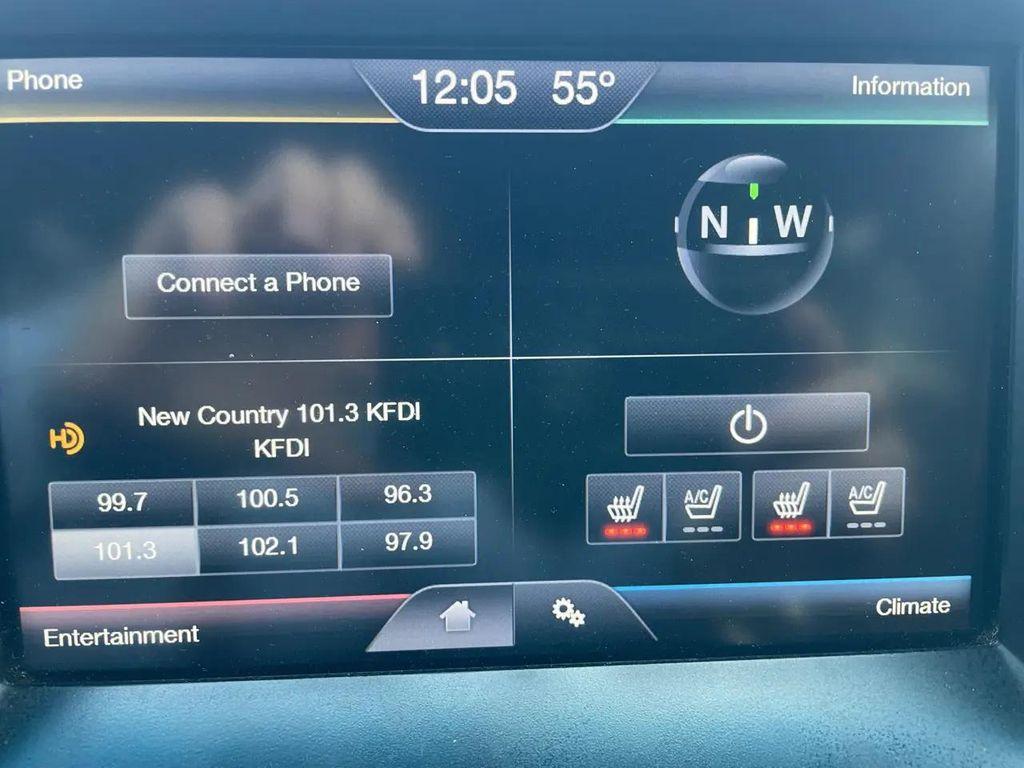 Phone
12:05 55º
Information
N W
Connect a Phone
New Country 101.3 KFDI
KFDI
HD
99.7 100.5 96.3
101.3 102.1 97.9
A/C A/C
Entertainment
Climate